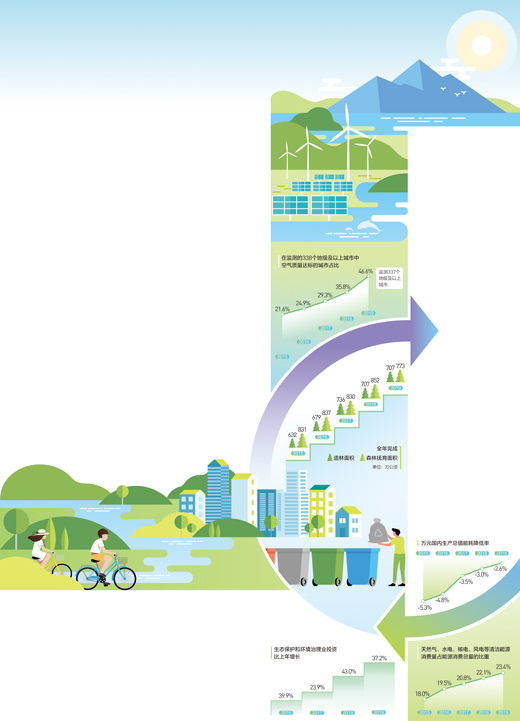 在监测的338个地级及以上城市中
空气质量达标的城市占比
21.6%
24.9%
29.3%
35.8%
46.6%
监测337个
地级及以上
城市
2015
2016
2017
2018
2019
632 831
679 837
736 830
707 852
707 773
2015
2016
2017
2018
2019
全年完成
造林面积 森林抚育面积
单位：万公顷
万元国内生产总值能耗降低率
2015 2016 2017 2018 2019
-5.3%
-4.8%
-3.5%
-3.0%
-2.6%
生态保护和环境治理业投资
比上年增长
39.9%
23.9%
43.0%
37.2%
2016 2017 2018 2019
天然气、水电、核电、风电等清洁能源
消费量占能源消费总量的比重
18.0%
19.5%
20.8%
22.1%
23.4%
2015 2016 2017 2018 2019